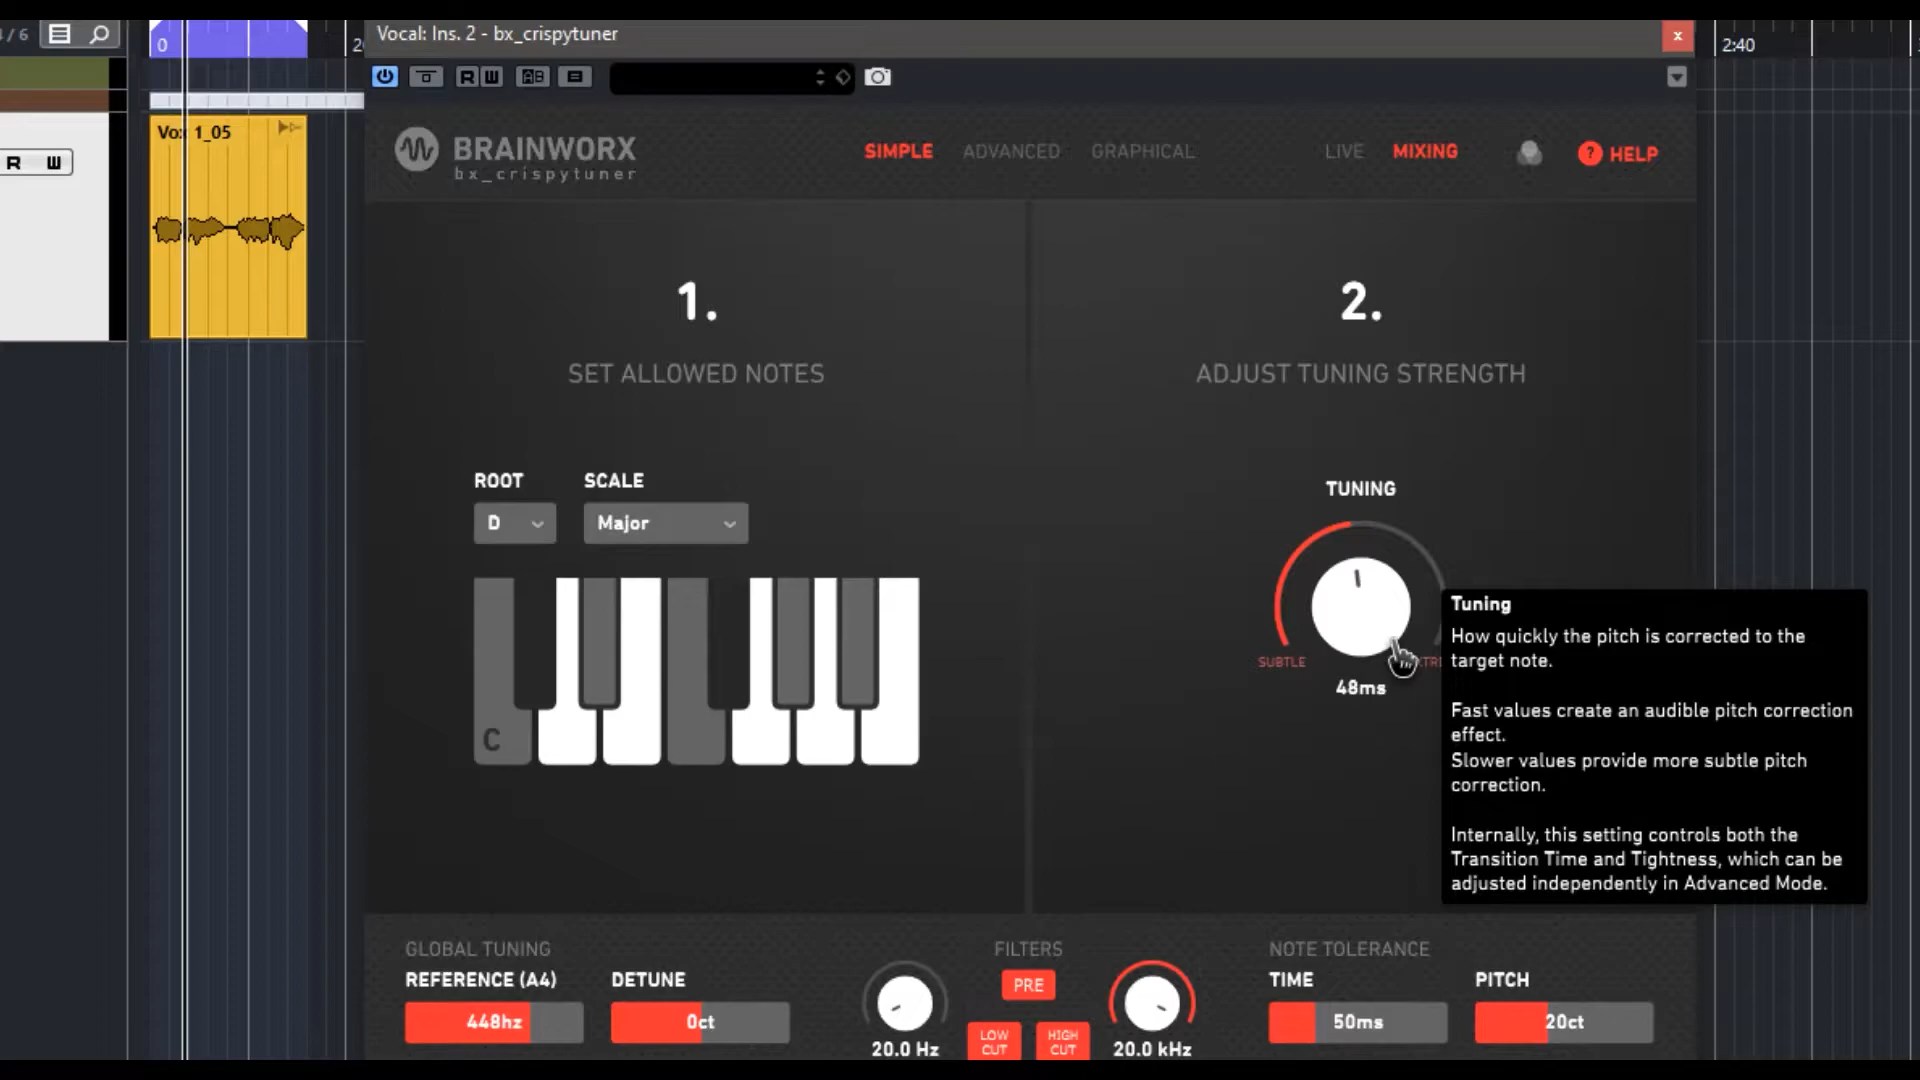 / 6
0
2
Vocal: Ins. 2 - bx_crispytuner
x
2:40
R W
AB
Vox 1_05
R W
BRAINWORX
bx_crispytuner
SIMPLE
ADVANCED
GRAPHICAL
LIVE
MIXING
? HELP
1.
SET ALLOWED NOTES
2.
ADJUST TUNING STRENGTH
ROOT
SCALE
D
Major
C
TUNING
SUBTLE
48ms
Tuning
How quickly the pitch is corrected to the
target note.
Fast values create an audible pitch correction
effect.
Slower values provide more subtle pitch
correction.
Internally, this setting controls both the
Transition Time and Tightness, which can be
adjusted independently in Advanced Mode.
GLOBAL TUNING
REFERENCE (A4)
DETUNE
448hz
0ct
FILTERS
PRE
LOW
CUT
HIGH
CUT
20.0 Hz
20.0 kHz
NOTE TOLERANCE
TIME
PITCH
50ms
20ct